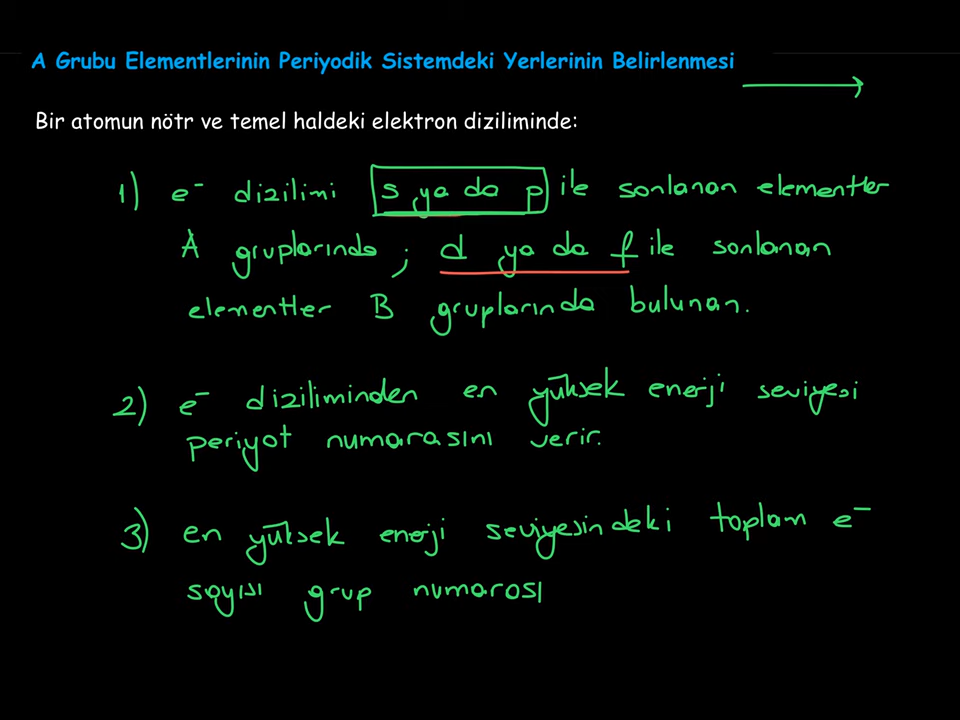 A Grubu Elementlerinin Periyodik Sistemdeki Yerlerinin Belirlenmesi
Bir atomun nötr ve temel haldeki elektron diziliminde:
1) e⁻ dizilimi s ya da p ile sonlanan elementler
A gruplarında ; d ya da f ile sonlanan
elementler B gruplarında bulunan.
2) e⁻ diziliminden en yüksek enerji seviyesi
periyot numarasını verir.
3) en yüksek enerji seviyesindeki toplam e⁻
sayısı grup numarası